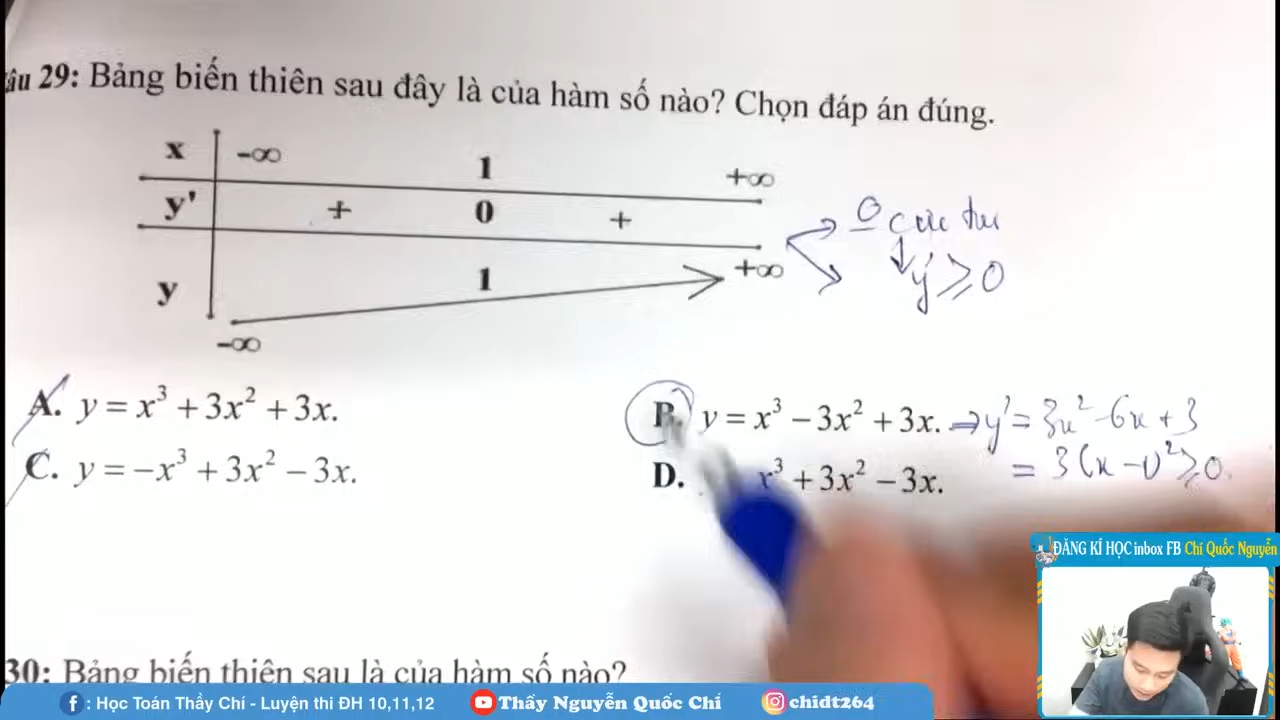 âu 29: Bảng biến thiên sau đây là của hàm số nào? Chọn đáp án đúng.
x -∞ 1 +∞
y' + 0 +
y -∞ 1 +∞
0 cực trị
y' ≥ 0
A. y = x³ + 3x² + 3x.
B. y = x³ − 3x² + 3x. ⇒ y' = 3x² - 6x + 3
= 3(x - 1)² ≥ 0.
C. y = −x³ + 3x² − 3x.
D. x³ + 3x² − 3x.
30: Bảng biến thiên sau là của hàm số nào?
ĐĂNG KÍ HỌC inbox FB Chí Quốc Nguyễn
f : Học Toán Thầy Chí - Luyện thi ĐH 10,11,12
Thầy Nguyễn Quốc Chí
chidt264